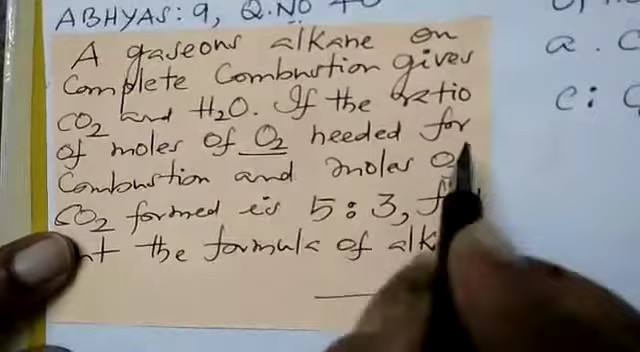 ABHYAS: 9, Q.NO
A gaseous alkane on
Complete Combustion gives
CO2 and H2O. If the ratio
of moles of O2 needed for
Combustion and moles of
CO2 formed is 5:3,
the formula of alk
a. C
c: